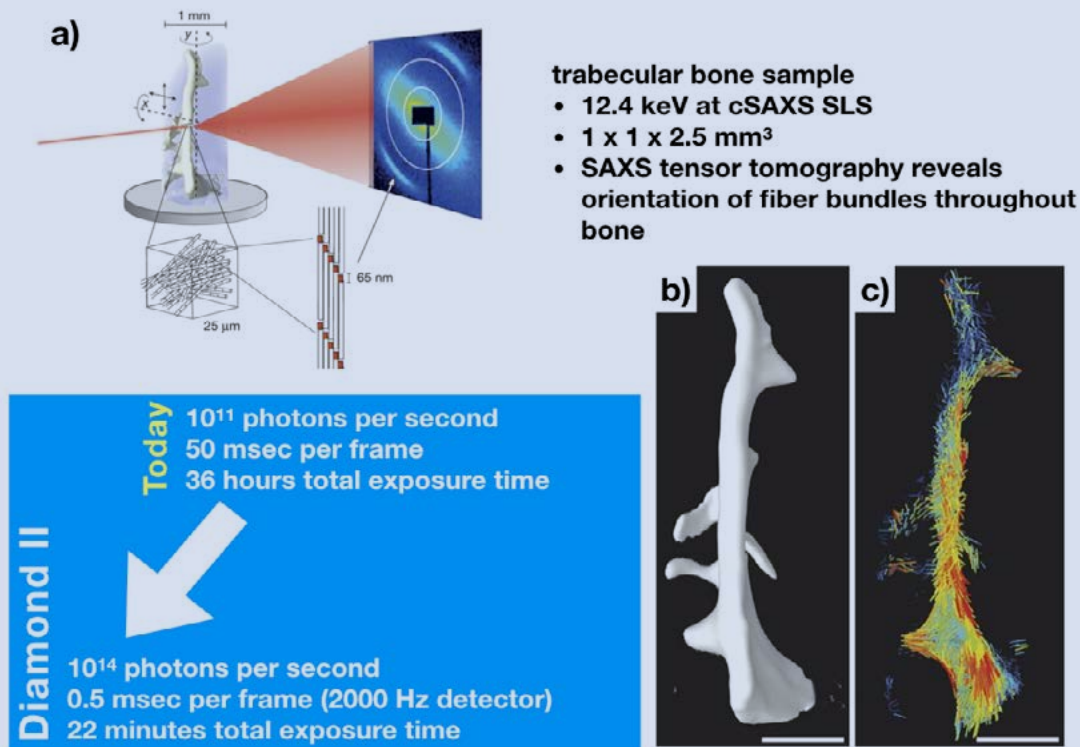 a)
1 mm
y
x
25 μm
65 nm
trabecular bone sample
• 12.4 keV at cSAXS SLS
• 1 x 1 x 2.5 mm³
• SAXS tensor tomography reveals
orientation of fiber bundles throughout
bone
b)
c)
Today
10¹¹ photons per second
50 msec per frame
36 hours total exposure time
Diamond II
10¹⁴ photons per second
0.5 msec per frame (2000 Hz detector)
22 minutes total exposure time